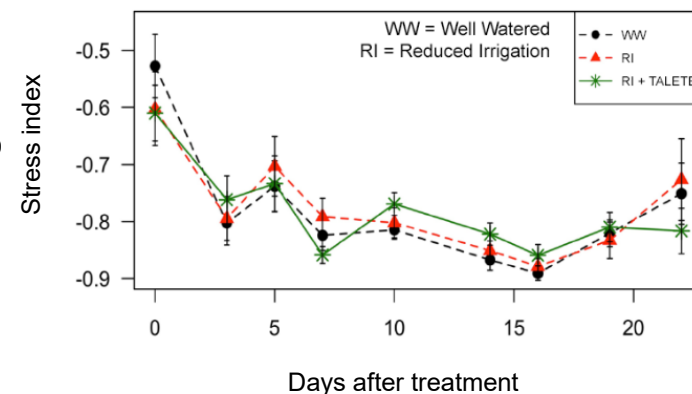 WW = Well Watered
RI = Reduced Irrigation
WW
RI
RI + TALETE
Stress index
-0.5
-0.6
-0.7
-0.8
-0.9
0 5 10 15 20
Days after treatment